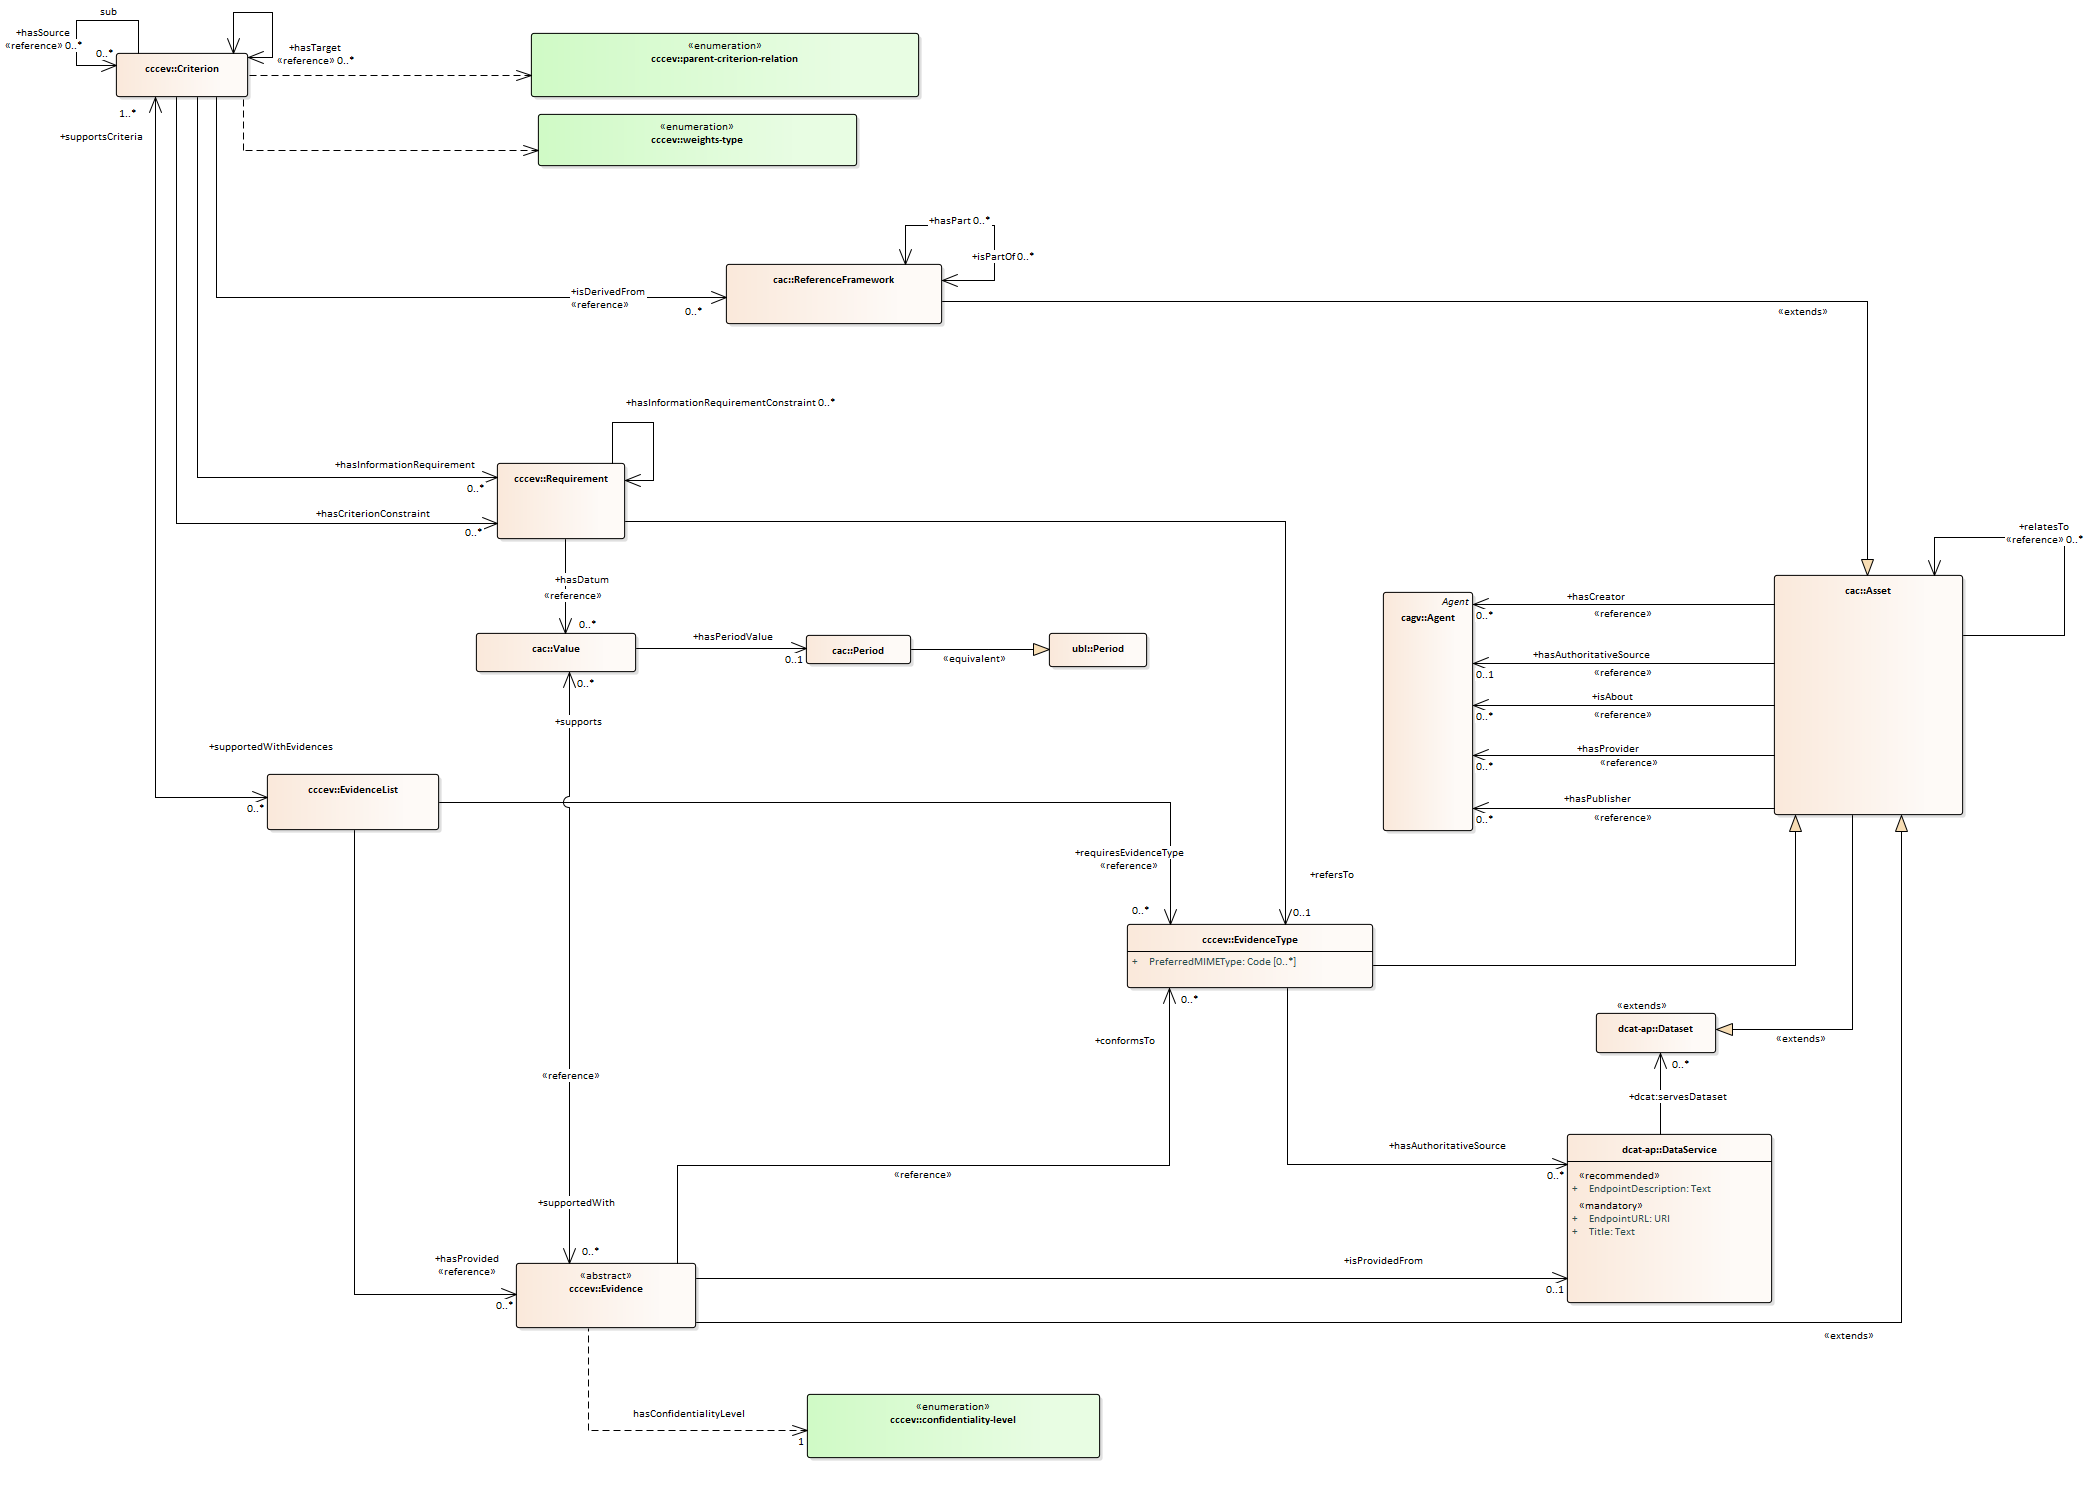 sub
+hasSource
«reference» 0..*
0..*
cccev::Criterion
+hasTarget
«reference» 0..*
«enumeration»
cccev::parent-criterion-relation
1..*
+supportsCriteria
«enumeration»
cccev::weights-type
+hasPart 0..*
+isPartOf 0..*
cac::ReferenceFramework
+isDerivedFrom
«reference»
0..*
«extends»
+hasInformationRequirementConstraint 0..*
+hasInformationRequirement
0..*
cccev::Requirement
+hasCriterionConstraint
0..*
+relatesTo
«reference» 0..*
+hasDatum
«reference»
0..*
cac::Value
+hasPeriodValue
0..1
cac::Period
«equivalent»
ubl::Period
0..*
+supports
Agent
cagv::Agent
cac::Asset
+hasCreator
0..*
«reference»
+hasAuthoritativeSource
0..1
«reference»
+isAbout
0..*
«reference»
+hasProvider
0..*
«reference»
+hasPublisher
0..*
«reference»
+supportedWithEvidences
cccev::EvidenceList
0..*
+requiresEvidenceType
«reference»
+refersTo
0..*
0..1
cccev::EvidenceType
+ PreferredMIMEType: Code [0..*]
0..*
«extends»
dcat-ap::Dataset
«extends»
+conformsTo
0..*
«reference»
+dcat:servesDataset
+hasAuthoritativeSource
0..*
dcat-ap::DataService
«recommended»
+ EndpointDescription: Text
«mandatory»
+ EndpointURL: URI
+ Title: Text
«reference»
+supportedWith
0..*
+hasProvided
«reference»
0..*
«abstract»
cccev::Evidence
+isProvidedFrom
0..1
«extends»
hasConfidentialityLevel
1
«enumeration»
cccev::confidentiality-level